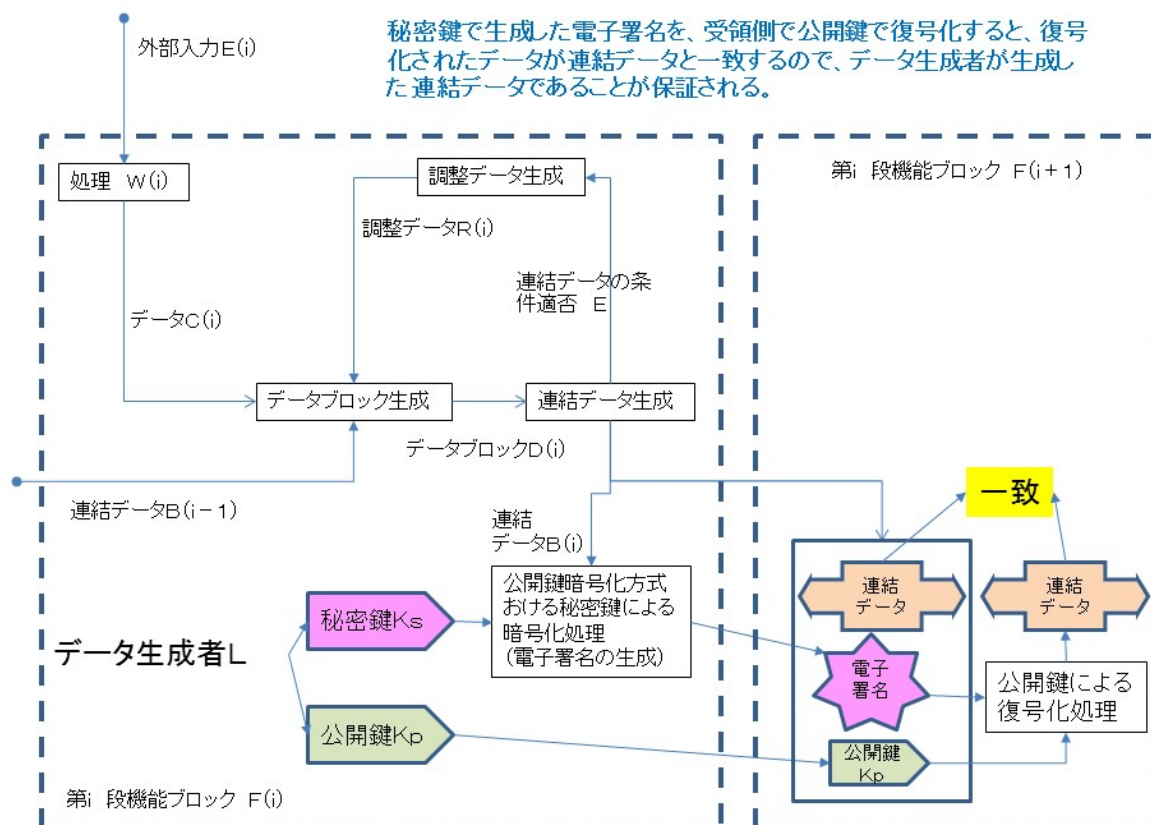 秘密鍵で生成した電子署名を、受領側で公開鍵で復号化すると、復号
化されたデータが連結データと一致するので、データ生成者が生成し
た連結データであることが保証される。
外部入力E(i)
処理　W(i)
調整データ生成
第i 段機能ブロック F(i+1)
調整データR(i)
連結データの条
件適否　E
データC(i)
データブロック生成
連結データ生成
データブロックD(i)
連結データB(i-1)
一致
連結
データB(i)
公開鍵暗号化方式
おける秘密鍵による
暗号化処理
(電子署名の生成)
連結
データ
連結
データ
秘密鍵Ks
データ生成者L
電子
署名
公開鍵による
復号化処理
公開鍵Kp
公開鍵
Kp
第i 段機能ブロック F(i)